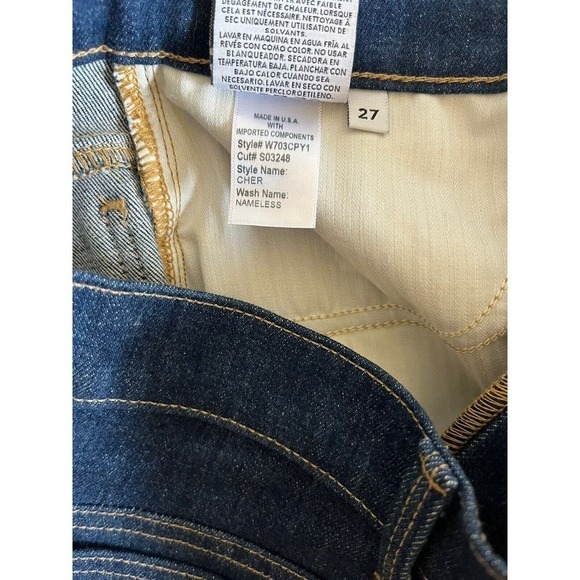 AVEC FAIBLE
DÉGAGEMENT DE CHALEUR. LORSQUE
CELA EST NÉCESSAIRE. NETTOYAGE À
SEC UNIQUEMENT UTILISATION DE
SOLVANTS.
LAVAR EN MAQUINA EN AGUA FRÍA AL
REVÉS CON COMO COLOR. NO USAR
BLANQUEADOR. SECADORA EN
TEMPERATURA BAJA. PLANCHAR CON
BAJO CALOR CUANDO SEA
NECESARIO. LAVAR EN SECO CON
SOLVENTE PERCLOROETILENO.
27
MADE IN U.S.A.
WITH
IMPORTED COMPONENTS
Style# W703CPY1
Cut# S03248
Style Name:
CHER
Wash Name:
NAMELESS